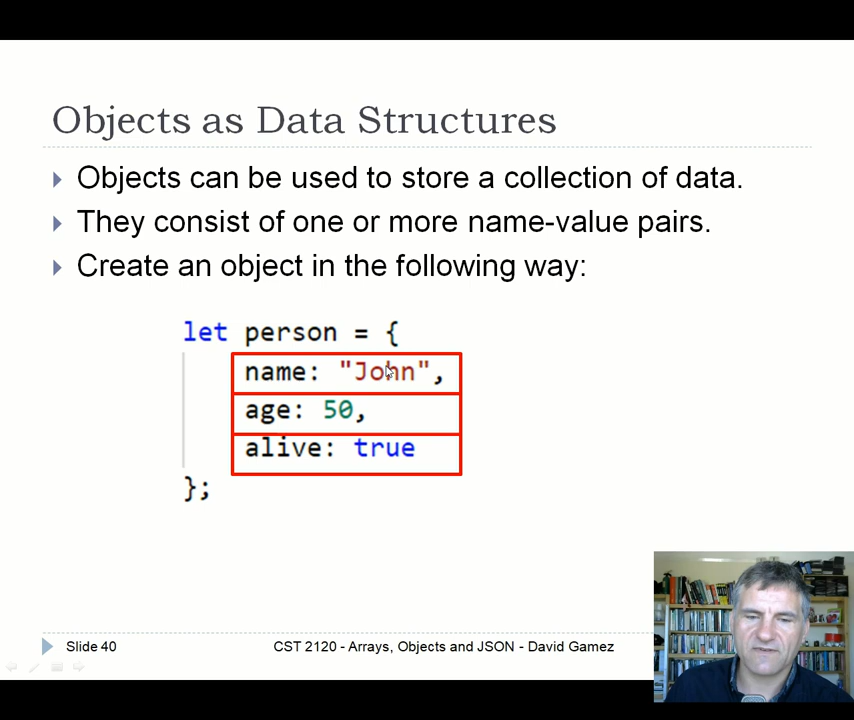 Objects as Data Structures
Objects can be used to store a collection of data.
They consist of one or more name-value pairs.
Create an object in the following way:
let person = {
name: "John",
age: 50,
alive: true
};
Slide 40
CST 2120 - Arrays, Objects and JSON - David Gamez